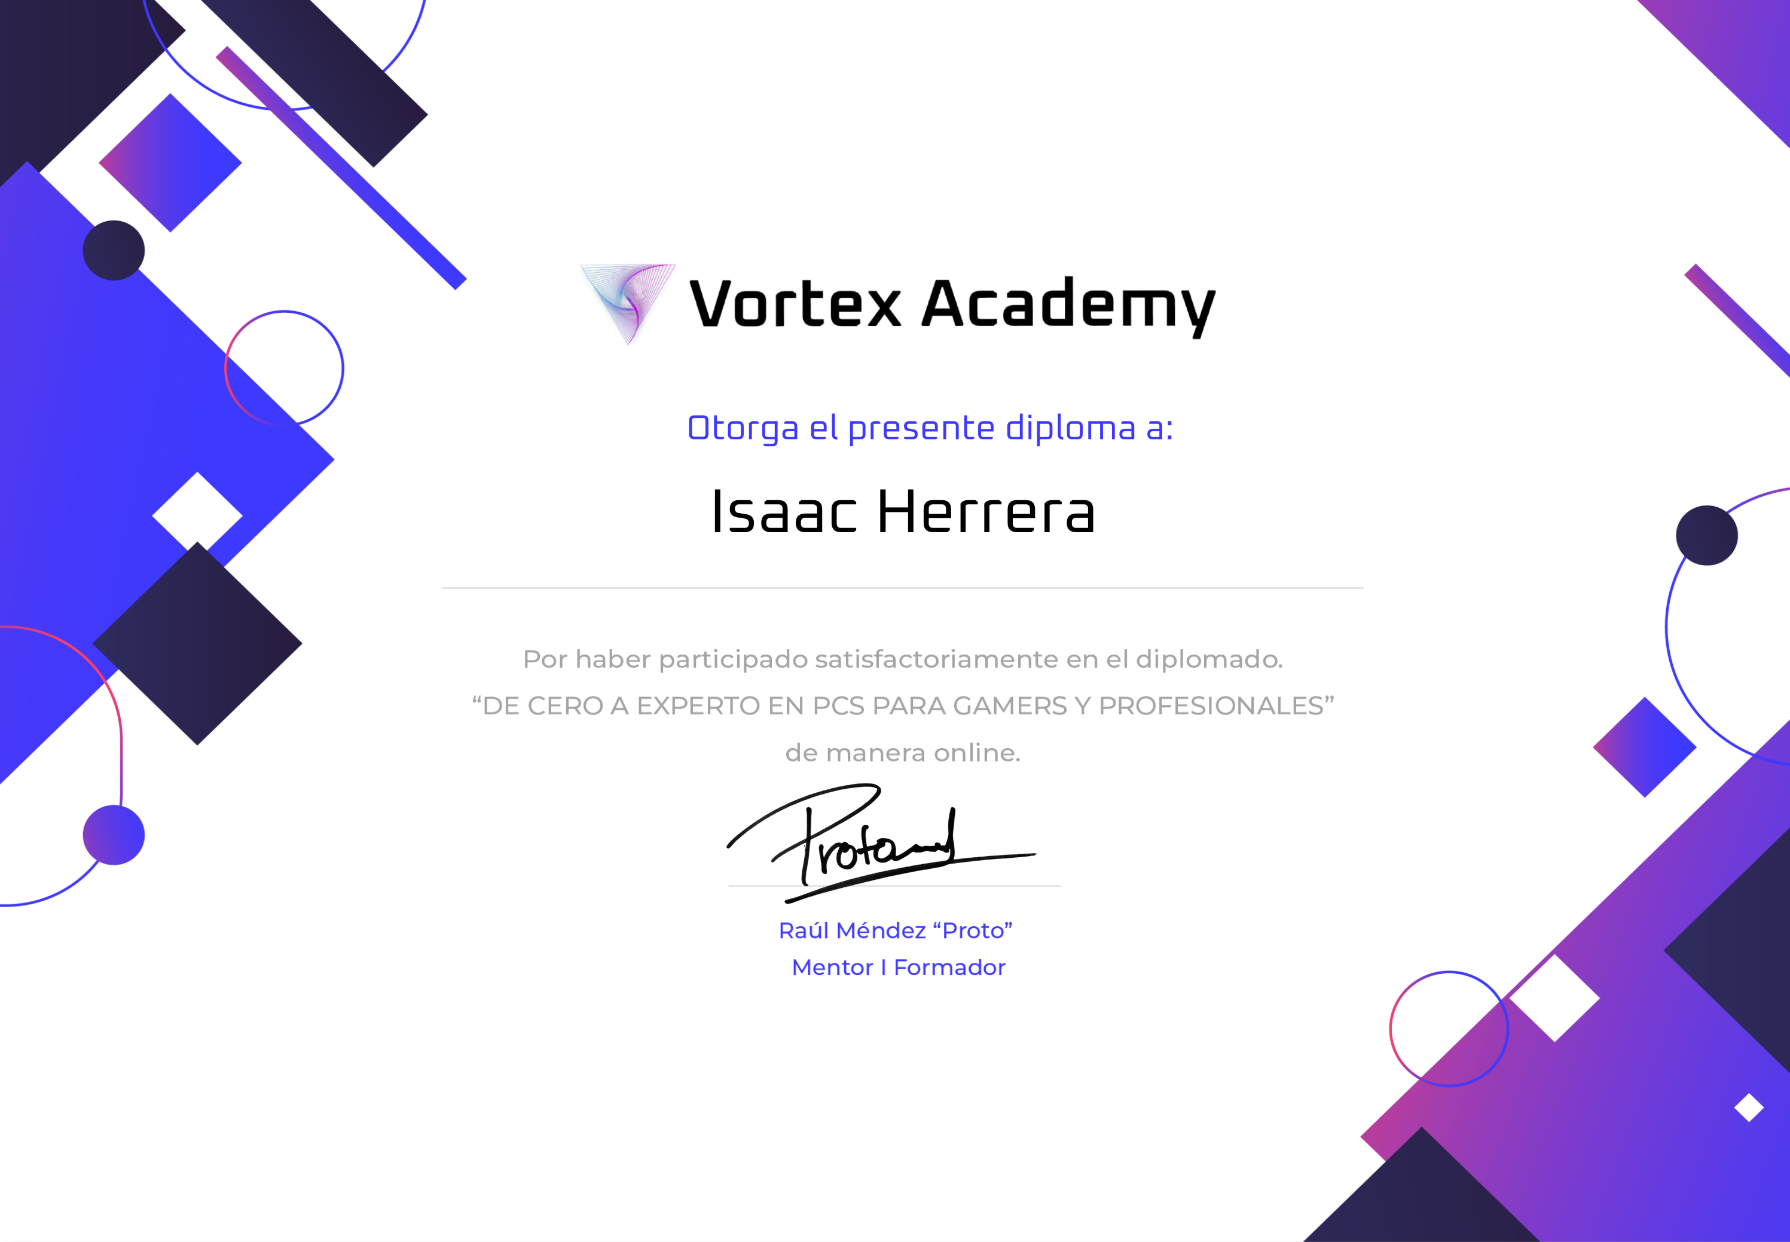 Vortex Academy
Otorga el presente diploma a:
Isaac Herrera
Por haber participado satisfactoriamente en el diplomado.
“DE CERO A EXPERTO EN PCS PARA GAMERS Y PROFESIONALES”
de manera online.
Raúl Méndez “Proto”
Mentor I Formador